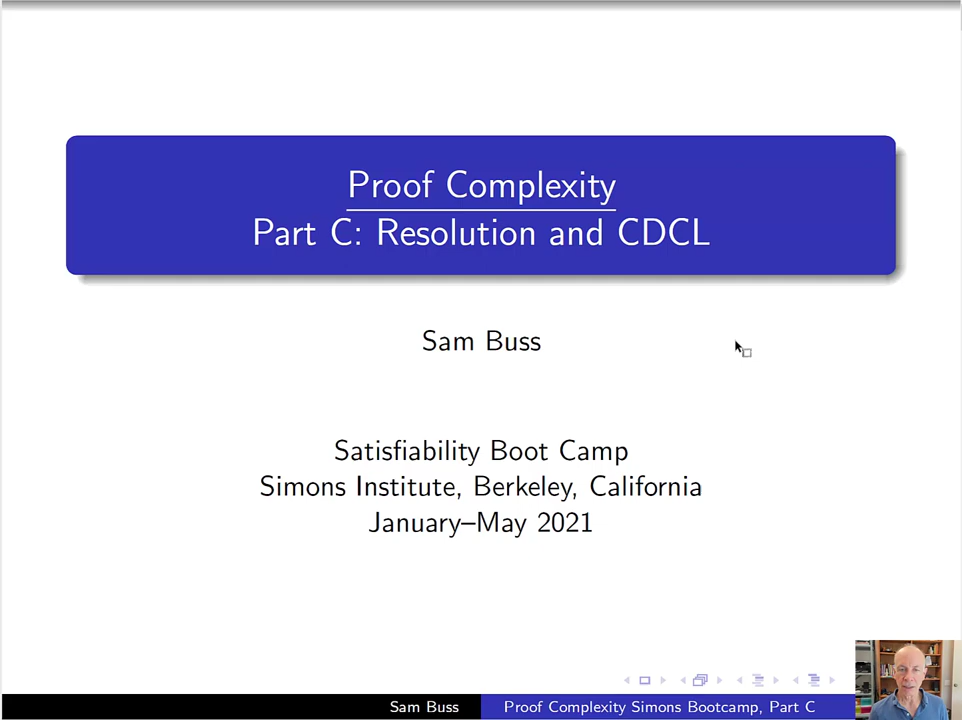 Proof Complexity
Part C: Resolution and CDCL
Sam Buss
Satisfiability Boot Camp
Simons Institute, Berkeley, California
January–May 2021
Sam Buss
Proof Complexity Simons Bootcamp, Part C